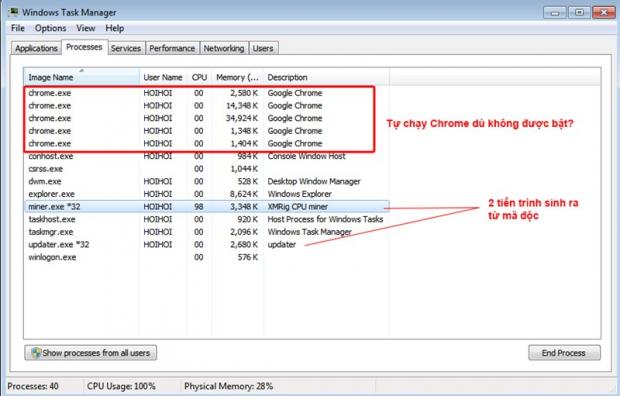 Windows Task Manager
File Options View Help
Applications Processes Services Performance Networking Users
Image Name User Name CPU Memory (... Description
chrome.exe HOIHOI 00 2,580 K Google Chrome
chrome.exe HOIHOI 00 14,348 K Google Chrome
chrome.exe HOIHOI 00 34,924 K Google Chrome
Tự chạy Chrome dù không được bật?
chrome.exe HOIHOI 00 1,348 K Google Chrome
chrome.exe HOIHOI 00 1,404 K Google Chrome
conhost.exe HOIHOI 00 984 K Console Window Host
csrss.exe 00 1,044 K
dwm.exe HOIHOI 00 528 K Desktop Window Manager
explorer.exe HOIHOI 00 8,624 K Windows Explorer
miner.exe *32 HOIHOI 98 3,348 K XMRig CPU miner
2 tiến trình sinh ra
từ mã độc
taskhost.exe HOIHOI 00 920 K Host Process for Windows Tasks
taskmgr.exe HOIHOI 00 2,096 K Windows Task Manager
updater.exe *32 HOIHOI 00 2,680 K updater
winlogon.exe 00 576 K
Show processes from all users End Process
Processes: 40 CPU Usage: 100% Physical Memory: 28%